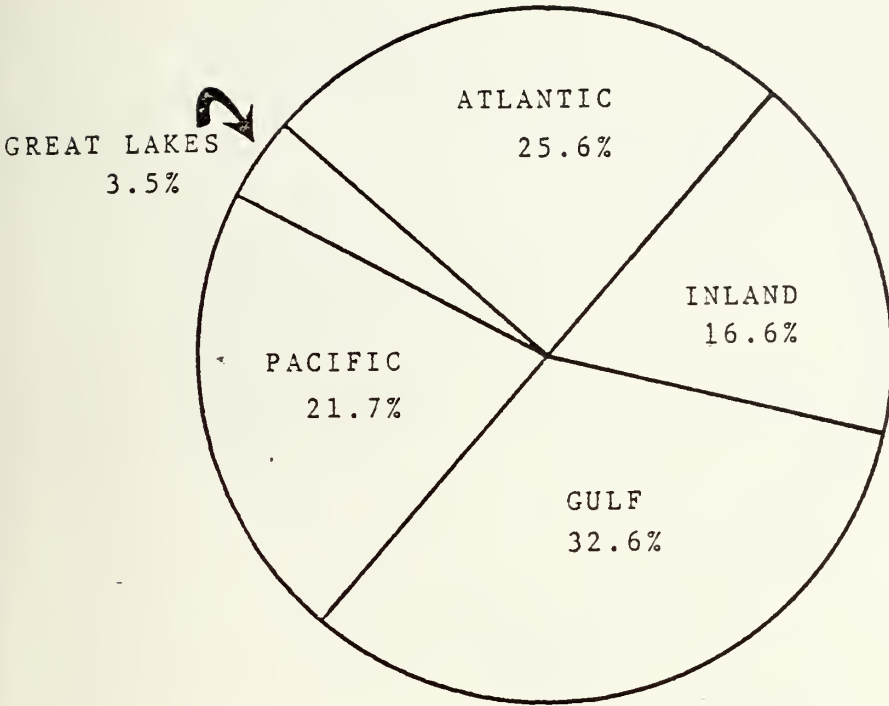 ATLANTIC
25.6%
GREAT LAKES
3.5%
INLAND
16.6%
PACIFIC
21.7%
GULF
32.6%